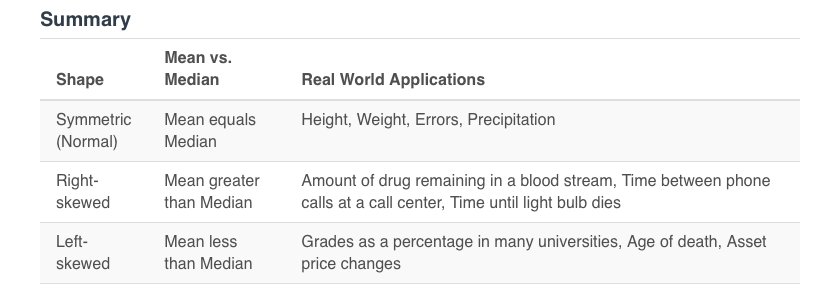 Summary
Shape
Mean vs.
Median
Real World Applications
Symmetric
(Normal)
Mean equals
Median
Height, Weight, Errors, Precipitation
Right-
skewed
Mean greater
than Median
Amount of drug remaining in a blood stream, Time between phone
calls at a call center, Time until light bulb dies
Left-
skewed
Mean less
than Median
Grades as a percentage in many universities, Age of death, Asset
price changes